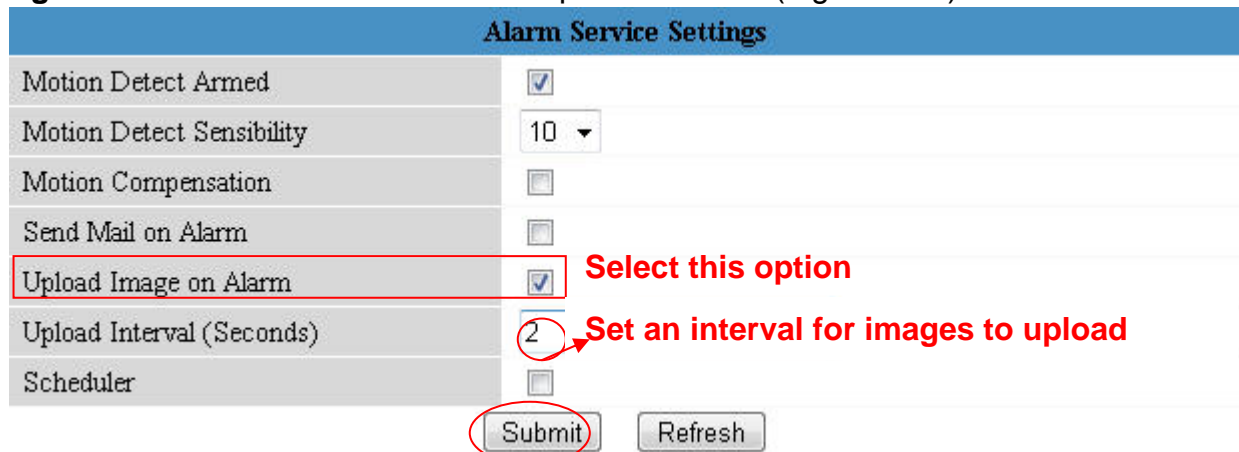 Alarm Service Settings
Motion Detect Armed
Motion Detect Sensibility 10
Motion Compensation
Send Mail on Alarm
Upload Image on Alarm Select this option
Upload Interval (Seconds) 2 Set an interval for images to upload
Scheduler
Submit Refresh